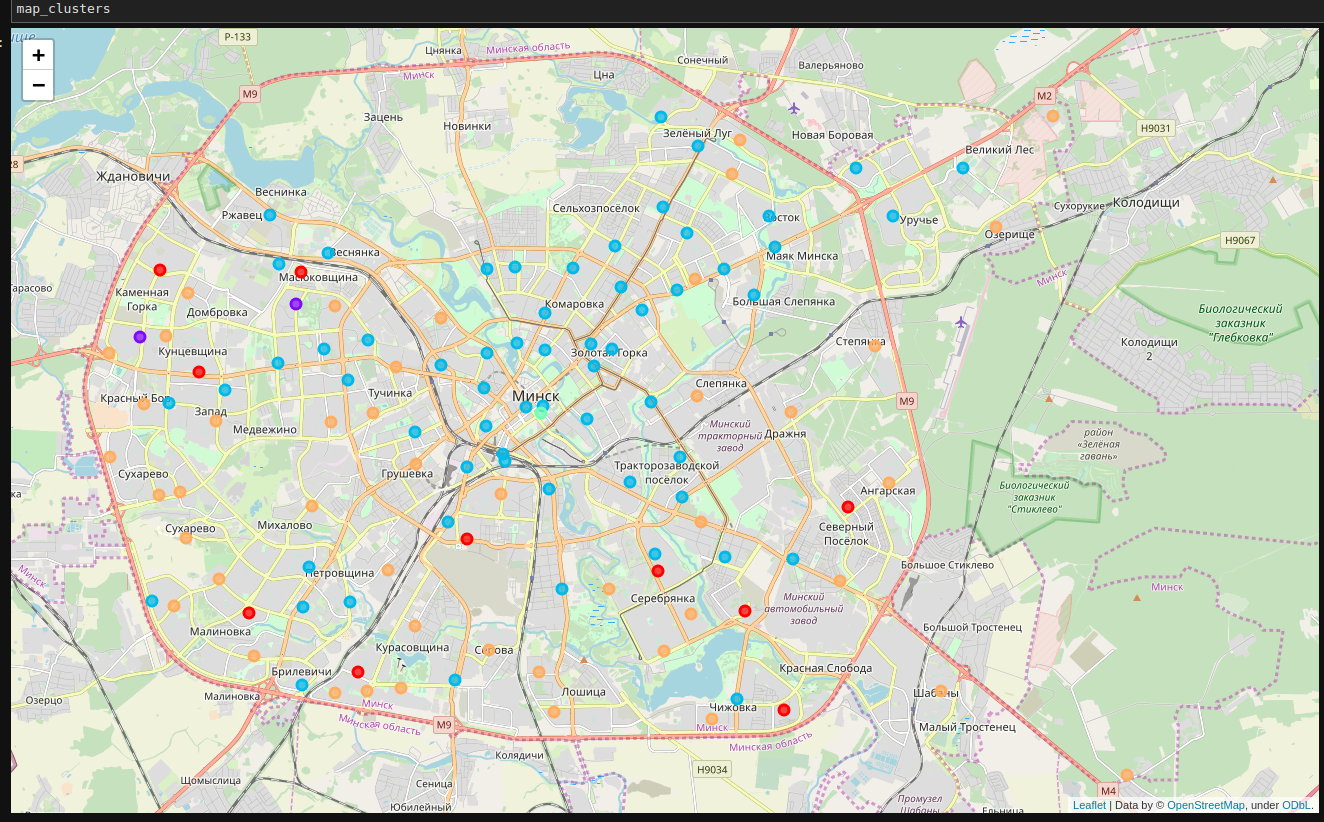 map_clusters
+
−
P-133
Цнянка
Минская область
Минск
Сонечный
Валерьяново
Цна
M9
M2
Зацень
Новинки
Зелёный Луг
Новая Боровая
H9031
Великий Лес
Ждановичи
Веснинка
Ржавец
Сельхозпосёлок
Уручье
Сухорукие
Колодищи
Озерище
H9067
Маяк Минска
Масюковщина
Минск
Тарасово
Каменная
Горка
Домбровка
Комаровка
Большая Слепянка
Биологический
заказник
"Глебковка"
Колодищи
2
Кунцевщина
Золотая Горка
Степянка
Слепянка
Тучинка
Минск
M9
Красный Бор
Запад
Медвежино
Минский
тракторный
завод
Дражня
район
«Зелёная
гавань»
Сухарево
Грушевка
Тракторозаводской
посёлок
Ангарская
Биологический
заказник
"Стиклево"
Сухарево
Михалово
Северный
Посёлок
Петровщина
Большое Стиклево
Минск
Минск
Серебрянка
Минский
автомобильный
завод
Малиновка
Большой Тростенец
Курасовщина
Брилевичи
Красная Слобода
Озерцо
Малиновка
Минск
Лошица
Шабаны
Чижовка
Минская область
M9
Минск
Малый Тростенец
Минская область
Колядичи
H9034
Щомыслица
Сеница
Юбилейный
M4
Промузел
Шабаны
Ельница
Leaflet | Data by © OpenStreetMap, under ODbL.